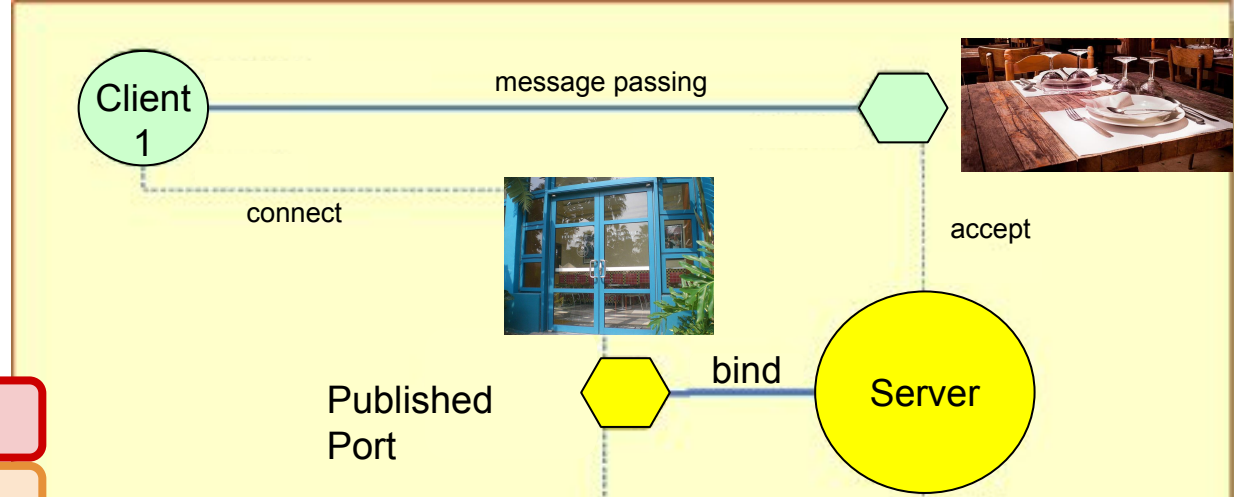 message passing
Client
1
connect
accept
bind
Server
Published
Port